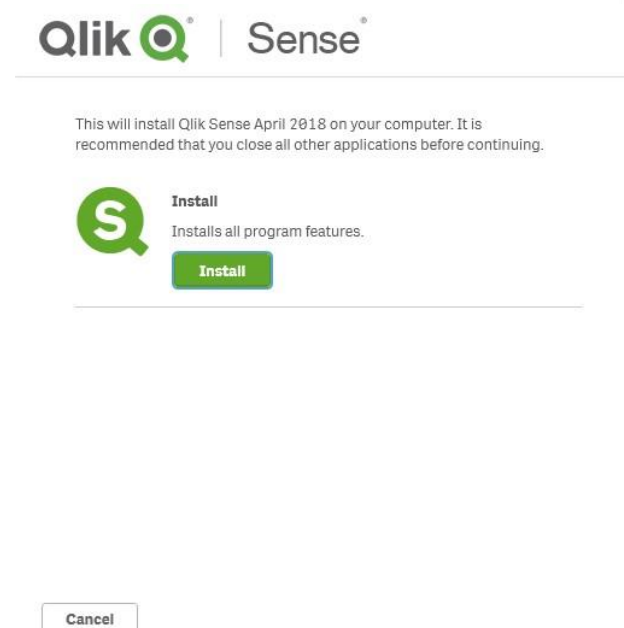 Qlik Q® | Sense®
This will install Qlik Sense April 2018 on your computer. It is
recommended that you close all other applications before continuing.
S
Install
Installs all program features.
Install
Cancel